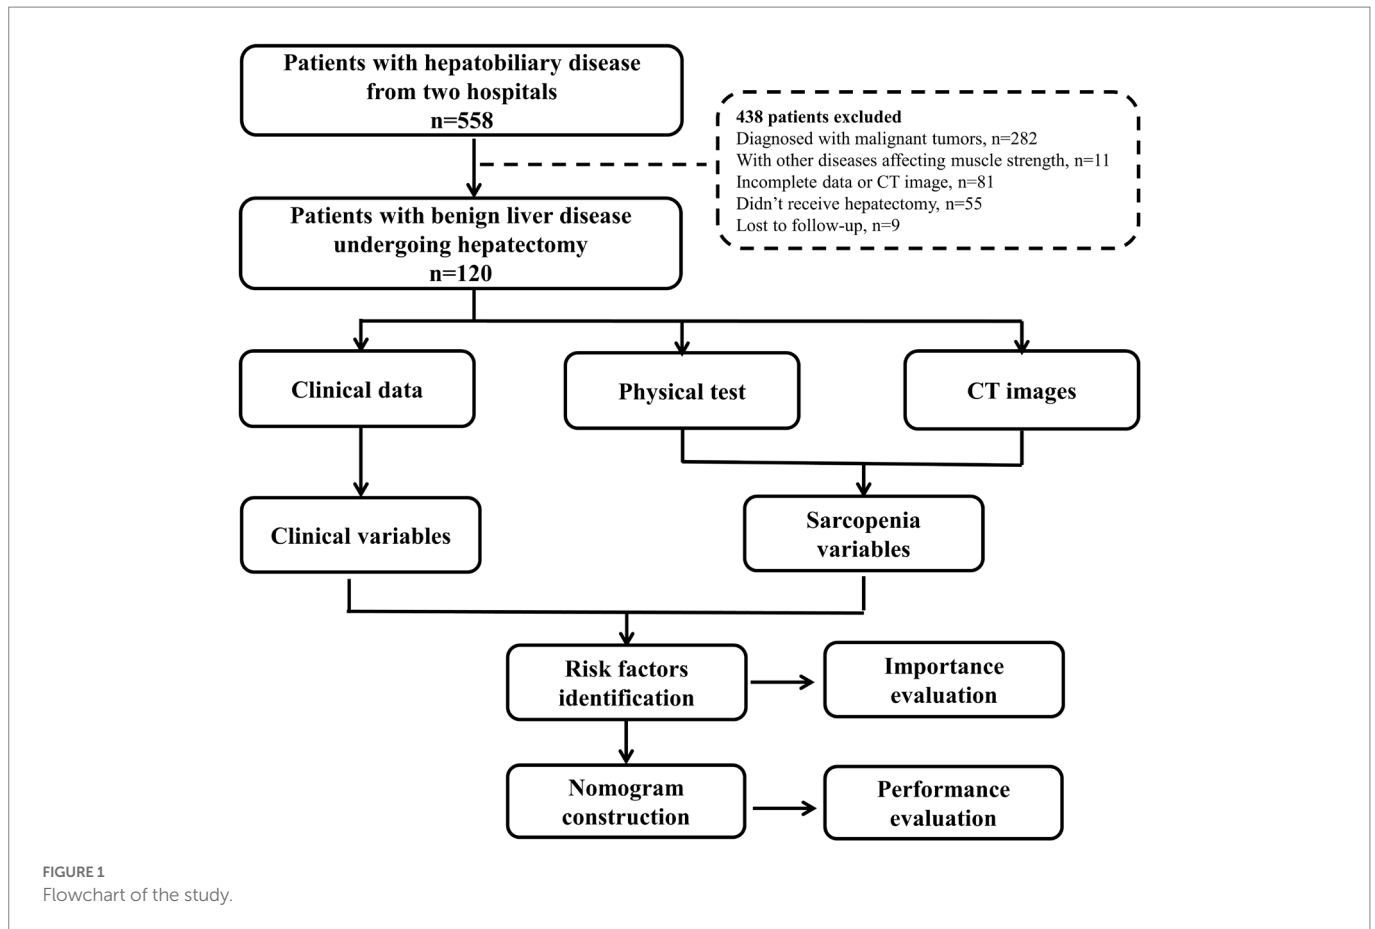 Patients with hepatobiliary disease
from two hospitals
n=558
438 patients excluded
Diagnosed with malignant tumors, n=282
With other diseases affecting muscle strength, n=11
Incomplete data or CT image, n=81
Didn't receive hepatectomy, n=55
Lost to follow-up, n=9
Patients with benign liver disease
undergoing hepatectomy
n=120
Clinical data
Physical test
CT images
Clinical variables
Sarcopenia
variables
Risk factors
identification
Importance
evaluation
Nomogram
construction
Performance
evaluation
FIGURE 1
Flowchart of the study.